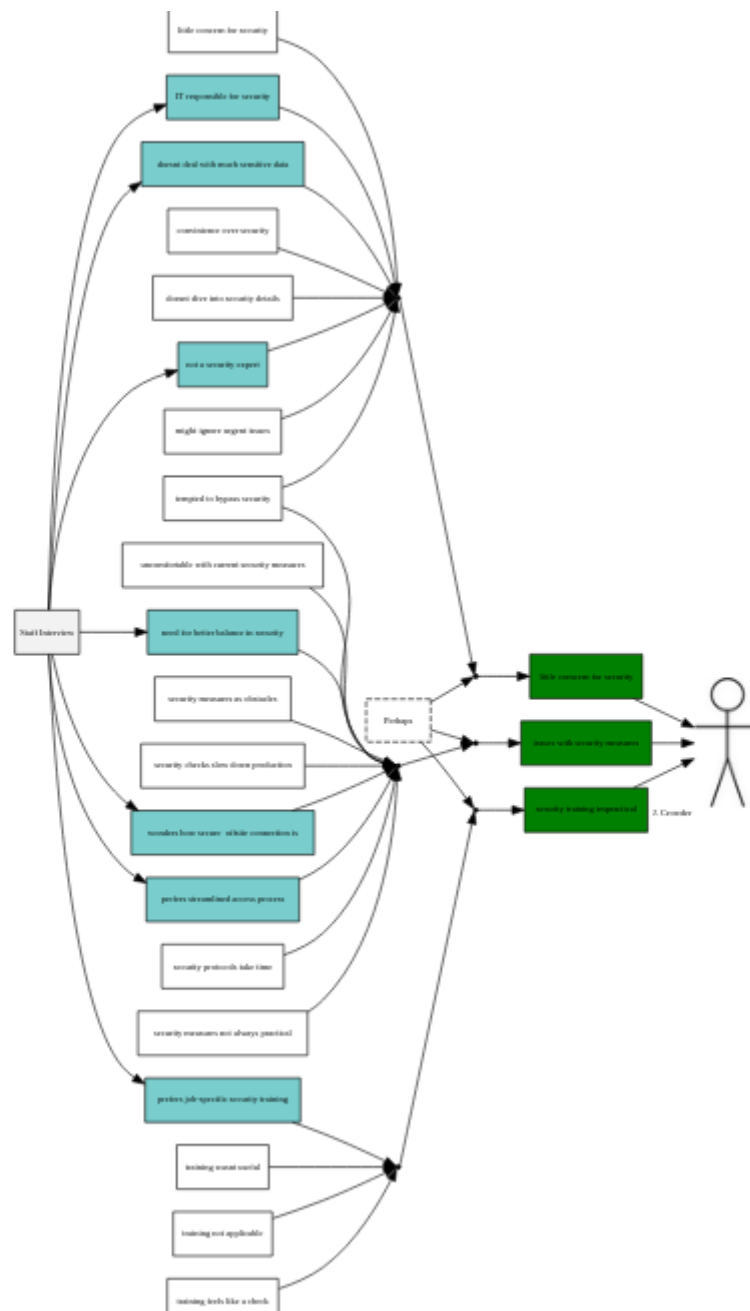 little concern for security
IT responsible for security
doesnt deal with much sensitive data
convinience over security
doesnt dive into security details
not a security expert
might ignore urgent issues
tempted to bypass security
uncomfortable with current security measures
Staff Interview
need for better balance in security
little concern for security
security measures as obstacles
Perhaps
issues with security measures
security checks slow down production
wonders how secure offsite connection is
security training impractical
J. Crowder
prefers streamlined access process
security protocols take time
security measures not always practical
prefers job-specific security training
training wasnt useful
training not applicable
training feels like a check